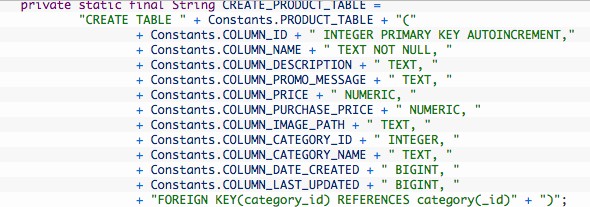 private static final String CREATE_PRODUCT_TABLE =
"CREATE TABLE " + Constants.PRODUCT_TABLE + "("
+ Constants.COLUMN_ID + " INTEGER PRIMARY KEY AUTOINCREMENT,"
+ Constants.COLUMN_NAME + " TEXT NOT NULL, "
+ Constants.COLUMN_DESCRIPTION + " TEXT, "
+ Constants.COLUMN_PROMO_MESSAGE + " TEXT, "
+ Constants.COLUMN_PRICE + " NUMERIC, "
+ Constants.COLUMN_PURCHASE_PRICE + " NUMERIC, "
+ Constants.COLUMN_IMAGE_PATH + " TEXT, "
+ Constants.COLUMN_CATEGORY_ID + " INTEGER, "
+ Constants.COLUMN_CATEGORY_NAME + " TEXT, "
+ Constants.COLUMN_DATE_CREATED + " BIGINT, "
+ Constants.COLUMN_LAST_UPDATED + " BIGINT, "
+ "FOREIGN KEY(category_id) REFERENCES category(_id)" + ")";